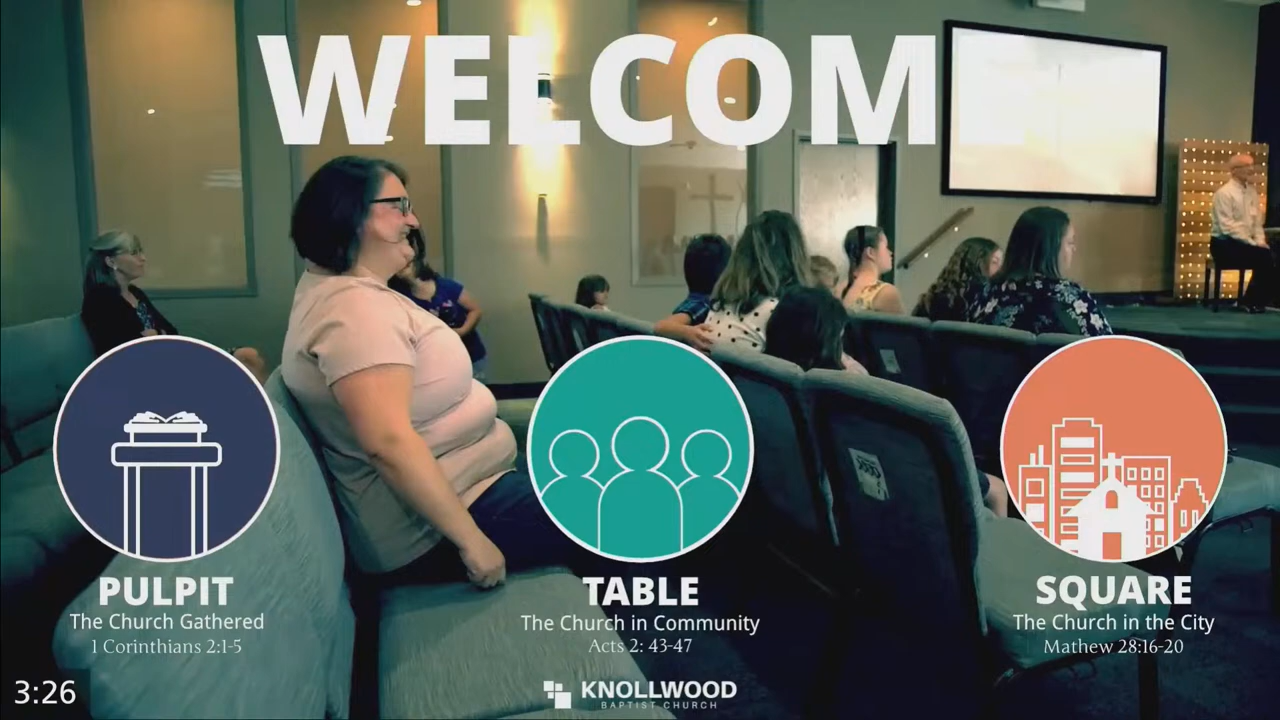 WELCOM
PULPIT
The Church Gathered
1 Corinthians 2:1-5
TABLE
The Church in Community
Acts 2: 43-47
SQUARE
The Church in the City
Mathew 28:16-20
3:26
KNOLLWOOD
BAPTIST CHURCH